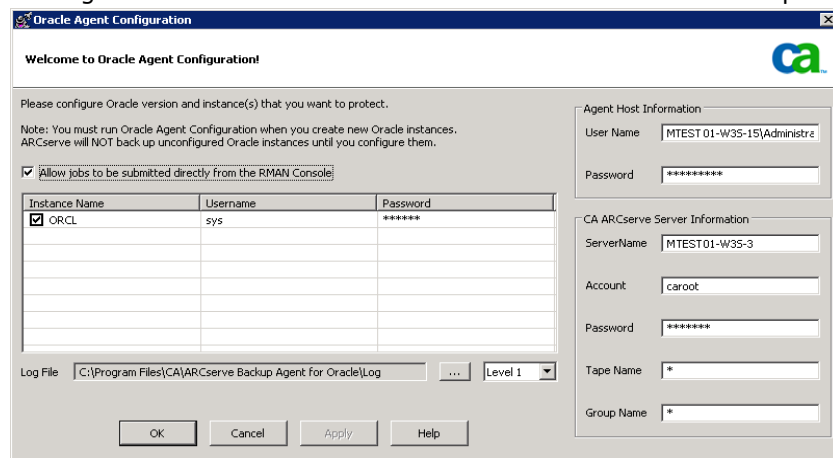 Oracle Agent Configuration
Welcome to Oracle Agent Configuration!
ca
Please configure Oracle version and instance(s) that you want to protect.
Note: You must run Oracle Agent Configuration when you create new Oracle instances.
ARCserve will NOT back up unconfigured Oracle instances until you configure them.
Allow jobs to be submitted directly from the RMAN Console
Instance Name Username Password
ORCL sys ******
Log File C:\Program Files\CA\ARCserve Backup Agent for Oracle\Log ... Level 1
OK Cancel Apply Help
Agent Host Information
User Name MTEST01-W3S-15\Administra
Password *********
CA ARCserve Server Information
ServerName MTEST01-W3S-3
Account caroot
Password *******
Tape Name *
Group Name *